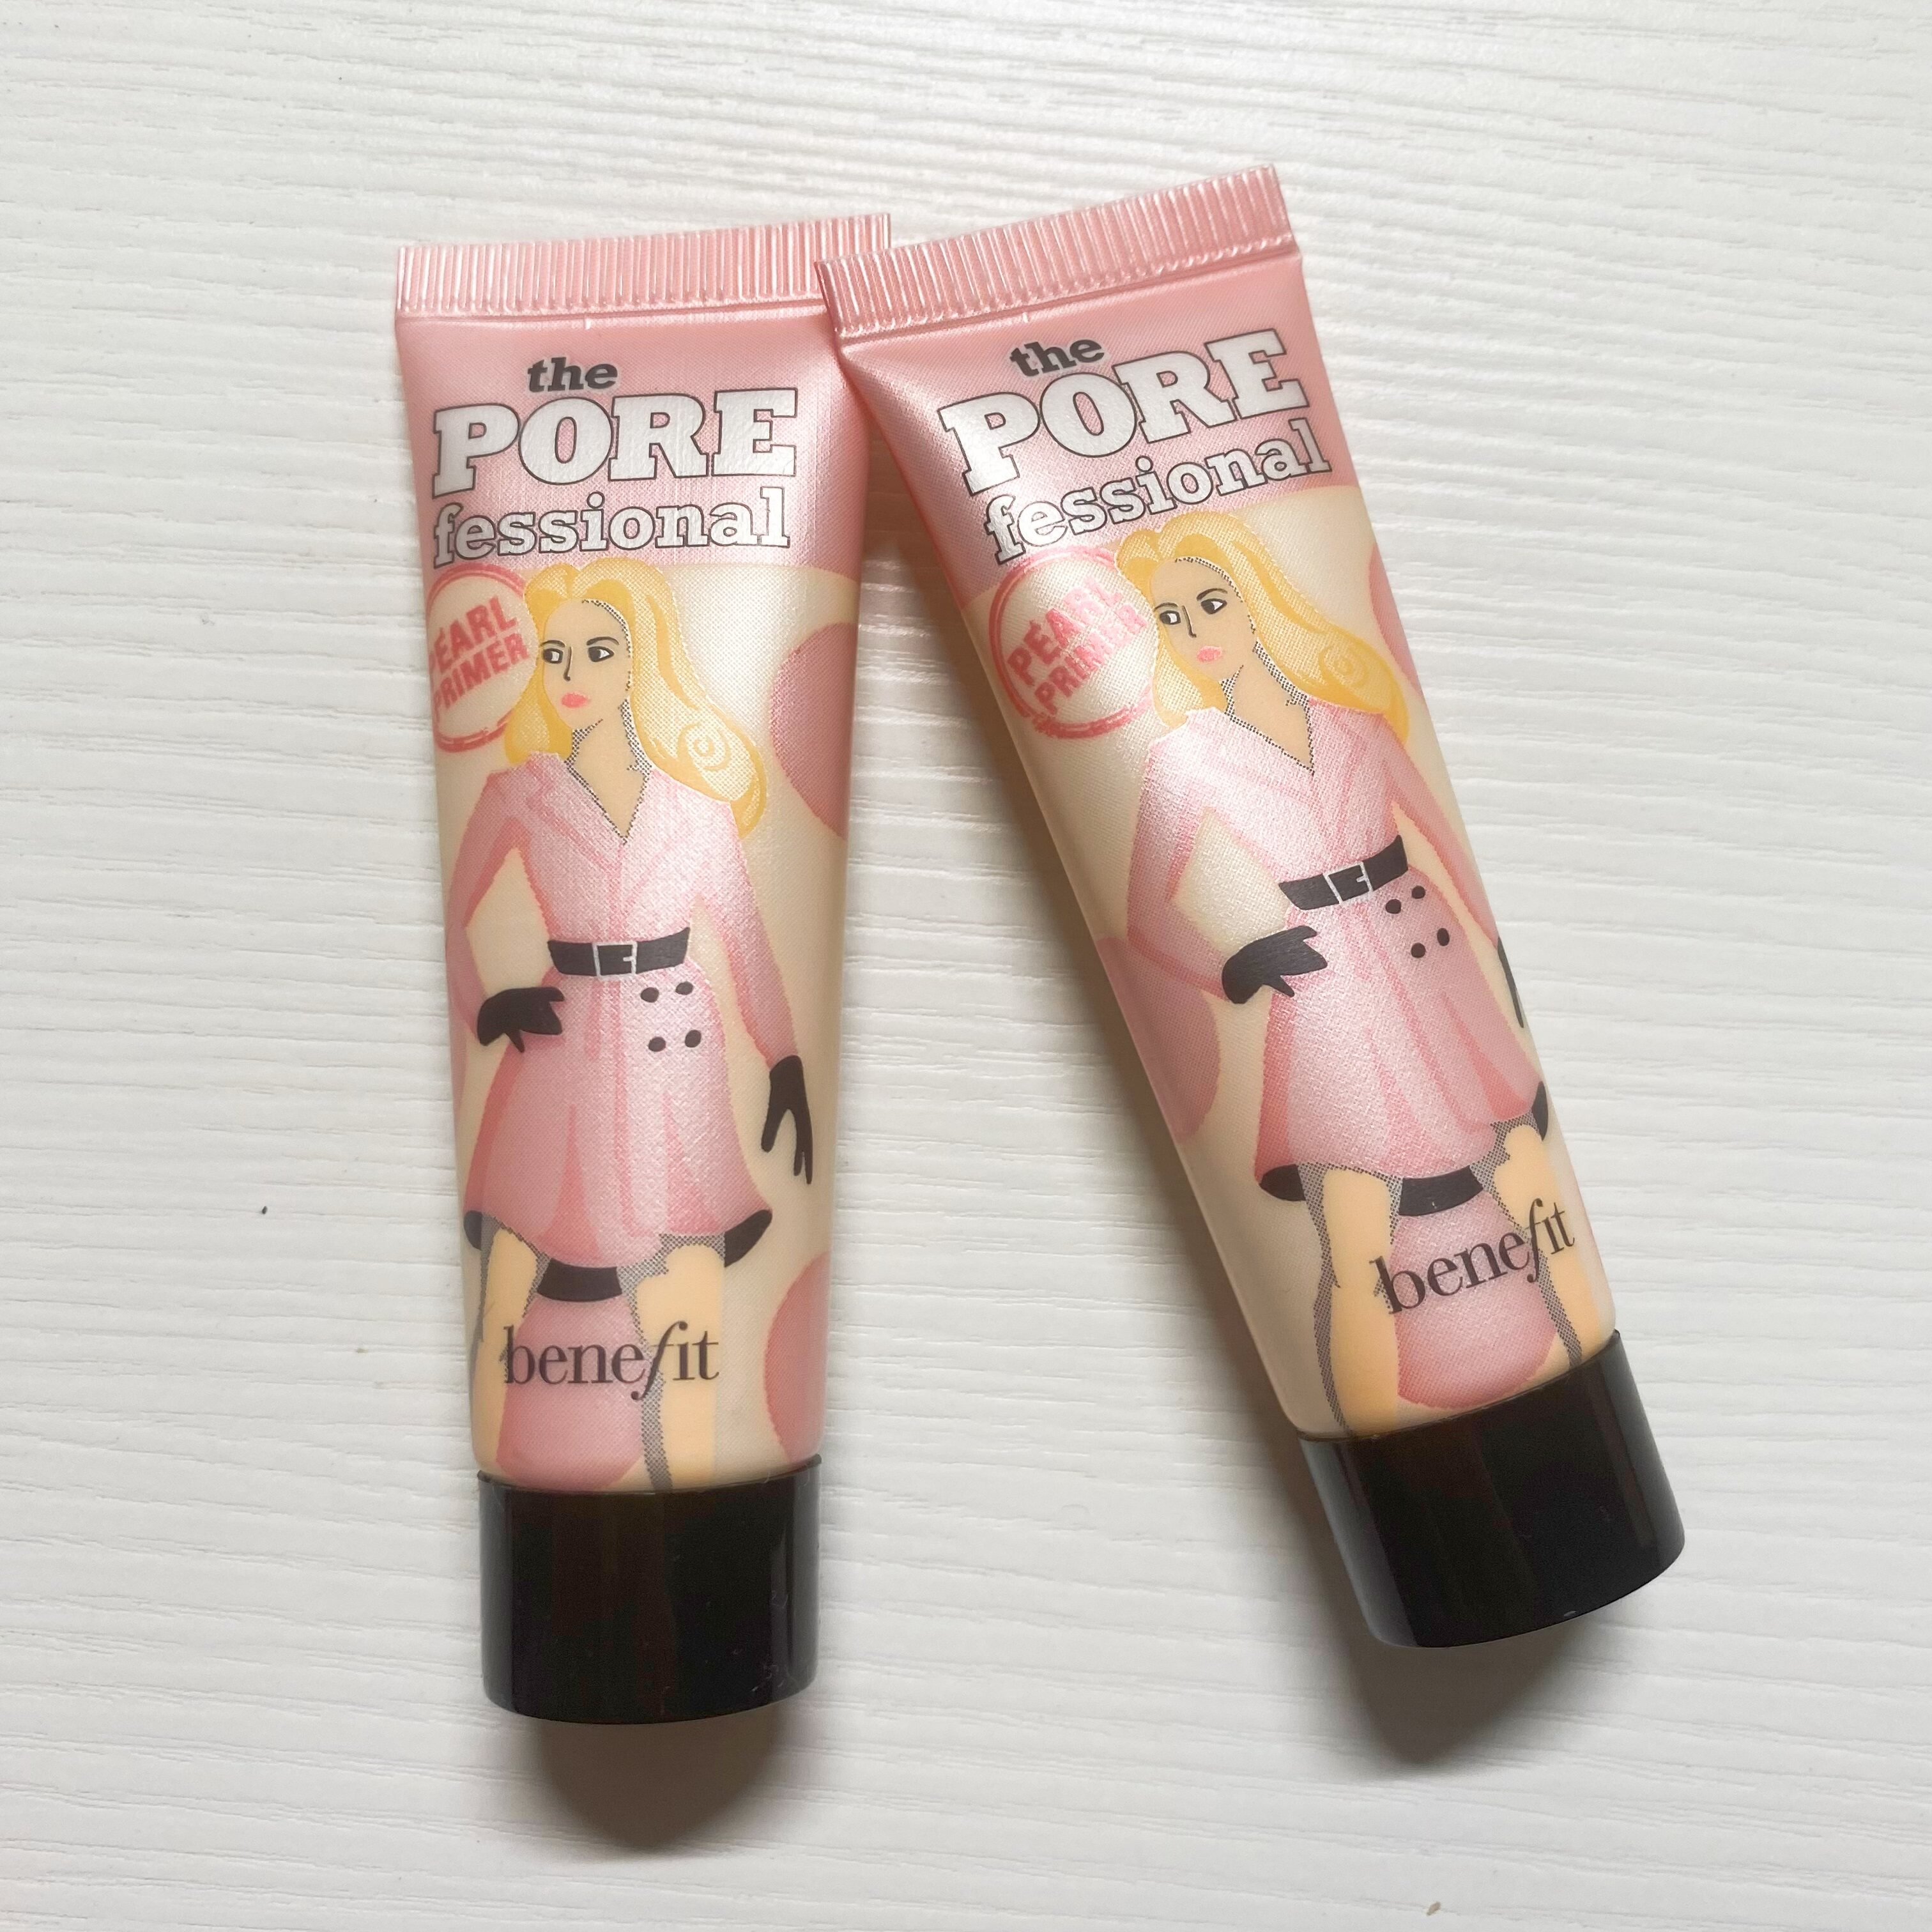 the
PORE
fessional
PEARL
PRIMER
benefit
the
PORE
fessional
PEARL
PRIMER
benefit